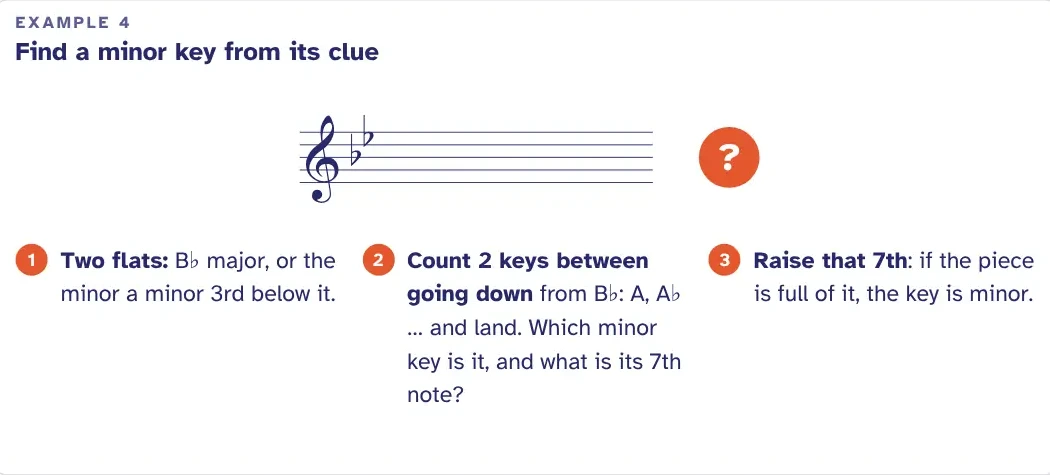 EXAMPLE 4
Find a minor key from its clue
?
1 Two flats: B♭ major, or the
minor a minor 3rd below it.
2 Count 2 keys between
going down from B♭: A, A♭
... and land. Which minor
key is it, and what is its 7th
note?
3 Raise that 7th: if the piece
is full of it, the key is minor.